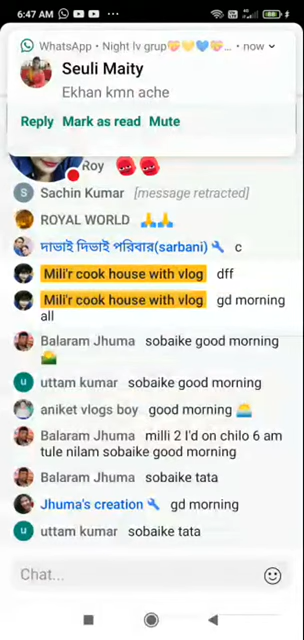 6:47 AM
WhatsApp • Night lv grup💝💛💙💝... • now
Seuli Maity
Ekhan kmn ache
Reply Mark as read Mute
Roy
S Sachin Kumar [message retracted]
ROYAL WORLD 🙏🙏
দাভাই দিভাই পরিবার(sarbani) 🔧 c
Mili'r cook house with vlog dff
Mili'r cook house with vlog gd morning
all
Balaram Jhuma sobaike good morning
🌄
u uttam kumar sobaike good morning
aniket vlogs boy good morning 🌅
Balaram Jhuma milli 2 I'd on chilo 6 am
tule nilam sobaike good morning
Balaram Jhuma sobaike tata
Jhuma's creation 🔧 gd morning
u uttam kumar sobaike tata
Chat...